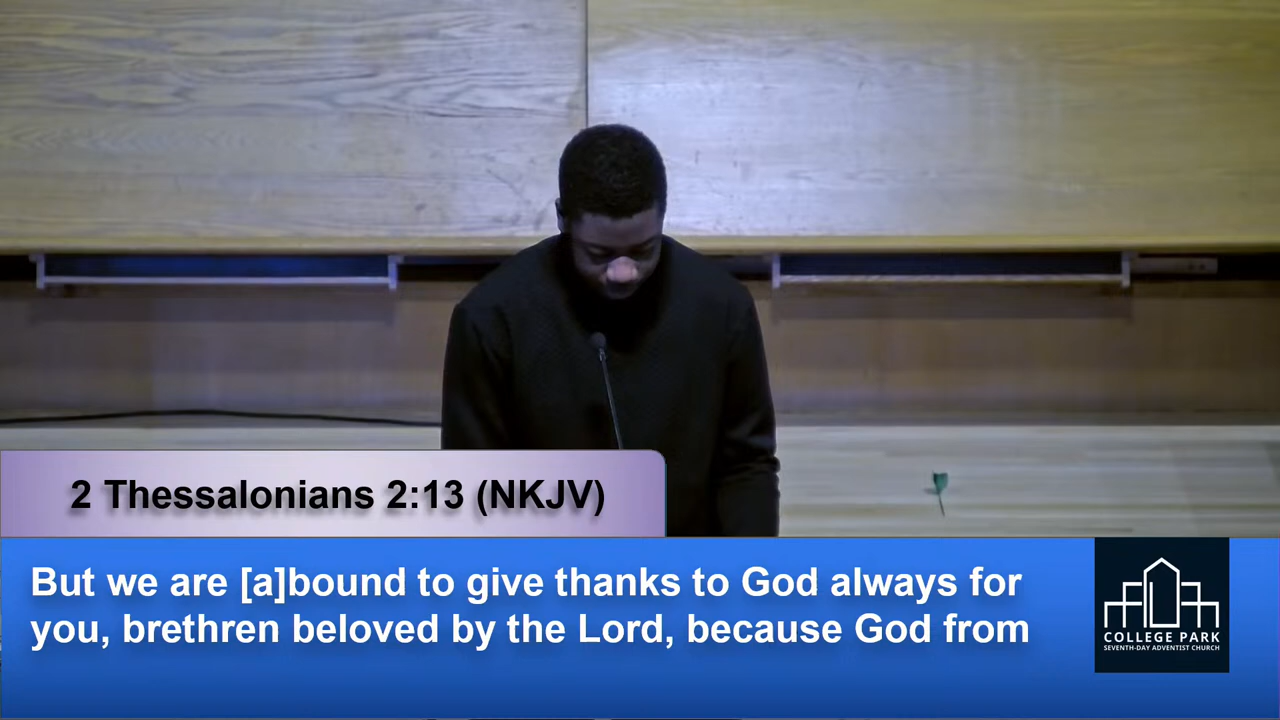 2 Thessalonians 2:13 (NKJV)
But we are [a]bound to give thanks to God always for
you, brethren beloved by the Lord, because God from
COLLEGE PARK
SEVENTH-DAY ADVENTIST CHURCH